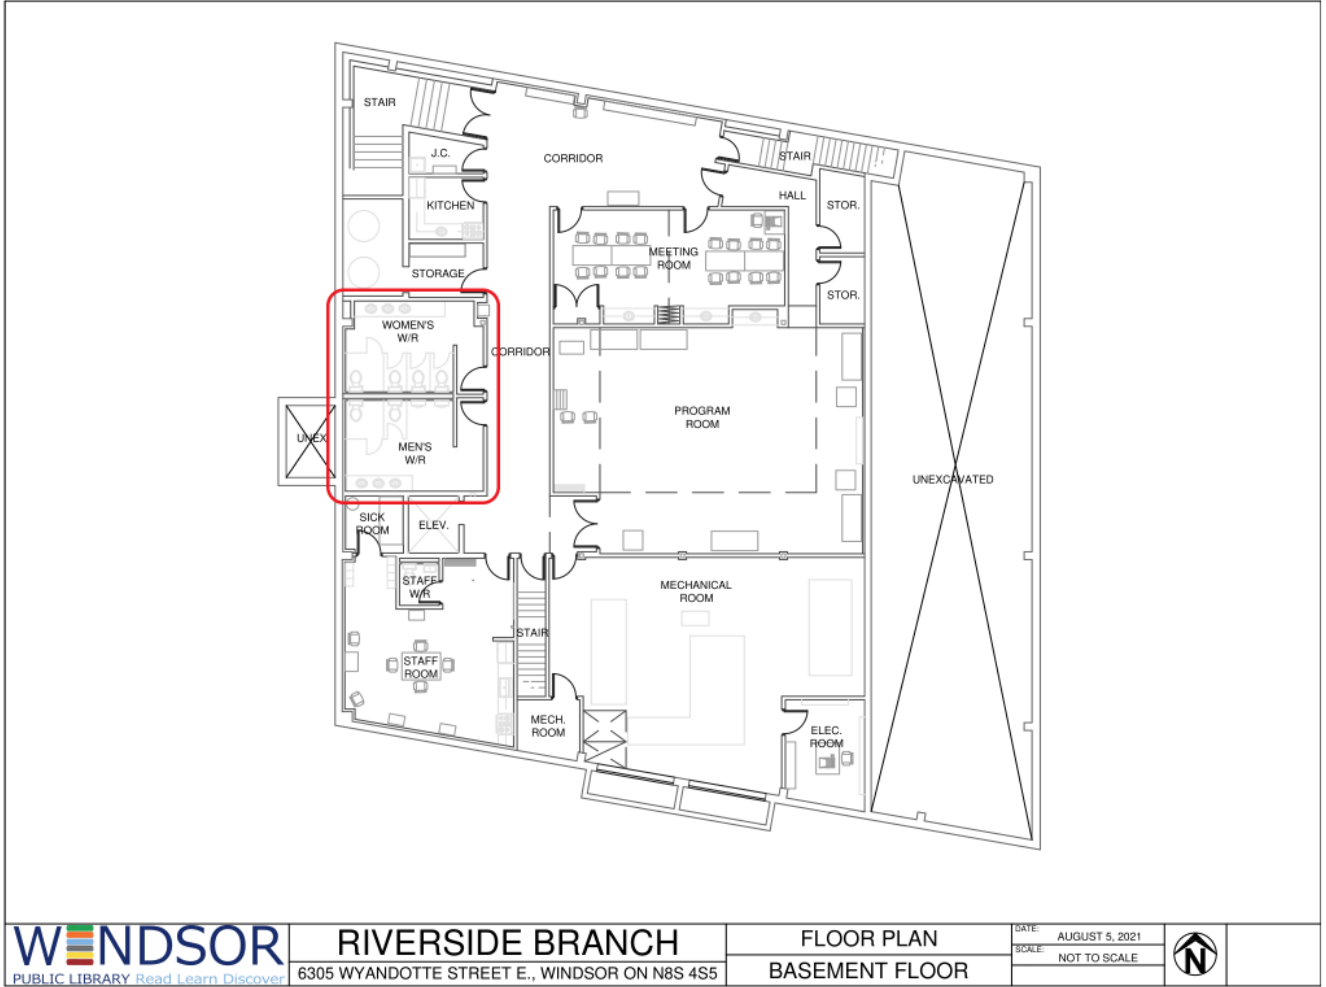 STAIR
J.C.
CORRIDOR
STAIR
KITCHEN
HALL
STOR.
MEETING
ROOM
STORAGE
STOR.
WOMEN'S
W/R
CORRIDOR
PROGRAM
ROOM
UNEX
MEN'S
W/R
UNEXCAVATED
SICK
ROOM
ELEV.
STAFF
W/R
MECHANICAL
ROOM
STAIR
STAFF
ROOM
MECH.
ROOM
ELEC.
ROOM
WINDSOR
PUBLIC LIBRARY Read Learn Discover
RIVERSIDE BRANCH
6305 WYANDOTTE STREET E., WINDSOR ON N8S 4S5
FLOOR PLAN
BASEMENT FLOOR
DATE: AUGUST 5, 2021
SCALE: NOT TO SCALE
N